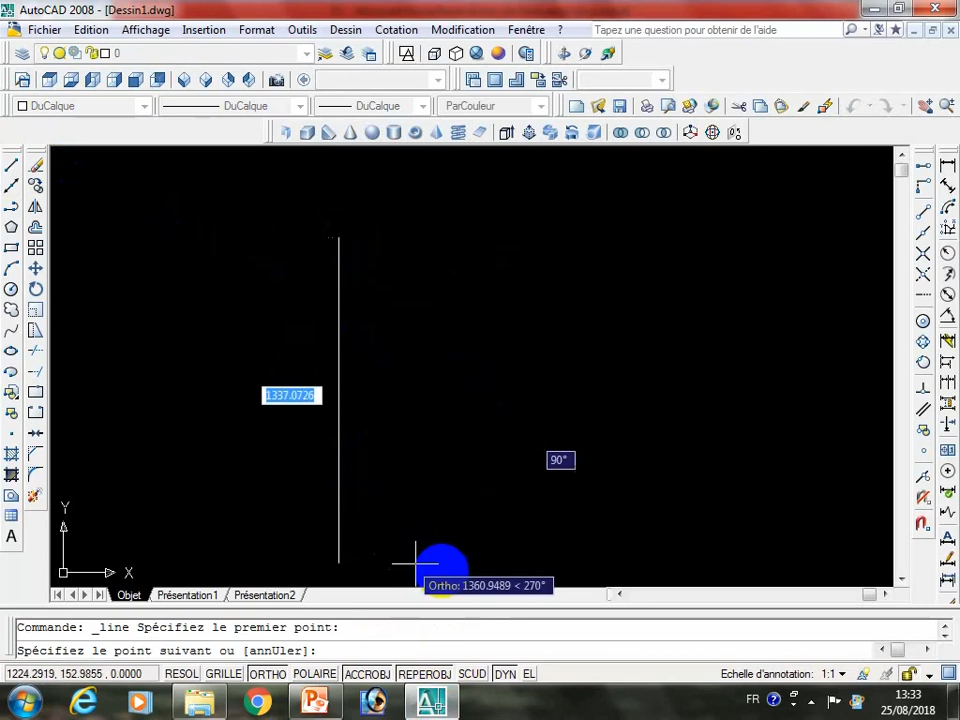 AutoCAD 2008 - [Dessin1.dwg]
Fichier Edition Affichage Insertion Format Outils Dessin Cotation Modification Fenêtre Tapez une question pour obtenir de l'aide
0
DuCalque DuCalque DuCalque ParCouleur
1337.0726
90°
Y
X
Ortho: 1360.9489 < 270°
A
A
Objet Présentation1 Présentation2
Commande: _line Spécifiez le premier point:
Spécifiez le point suivant ou [annUler]:
1224.2919, 152.9855, 0.0000 RESOL GRILLE ORTHO POLAIRE ACCROBJ REPEROBJ SCUD DYN EL Echelle d'annotation: 1:1
FR 13:33
25/08/2018